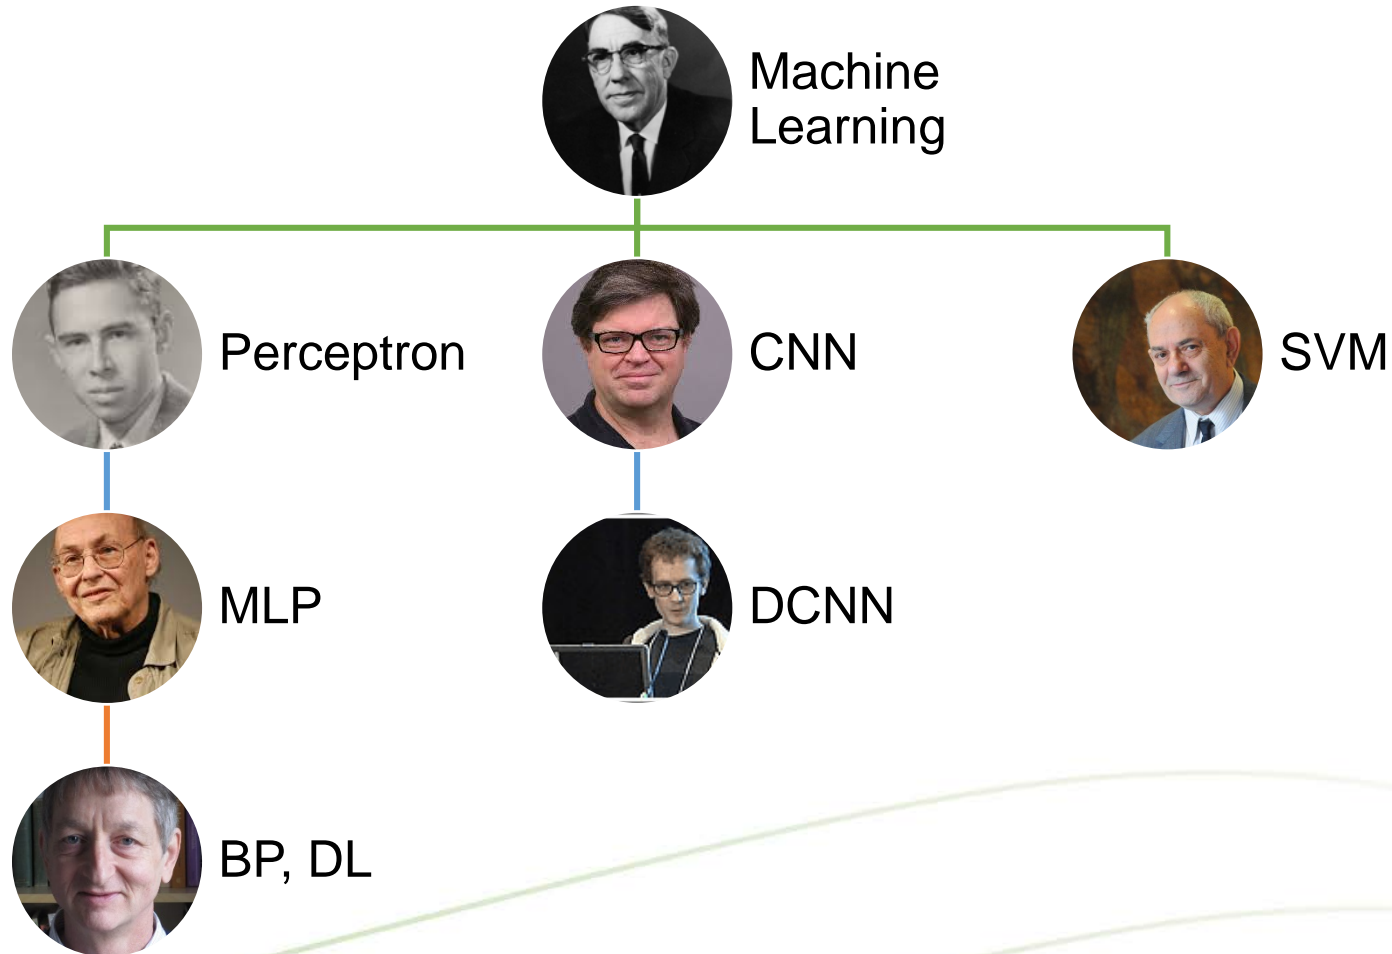 Machine
Learning
Perceptron
CNN
SVM
MLP
DCNN
BP, DL